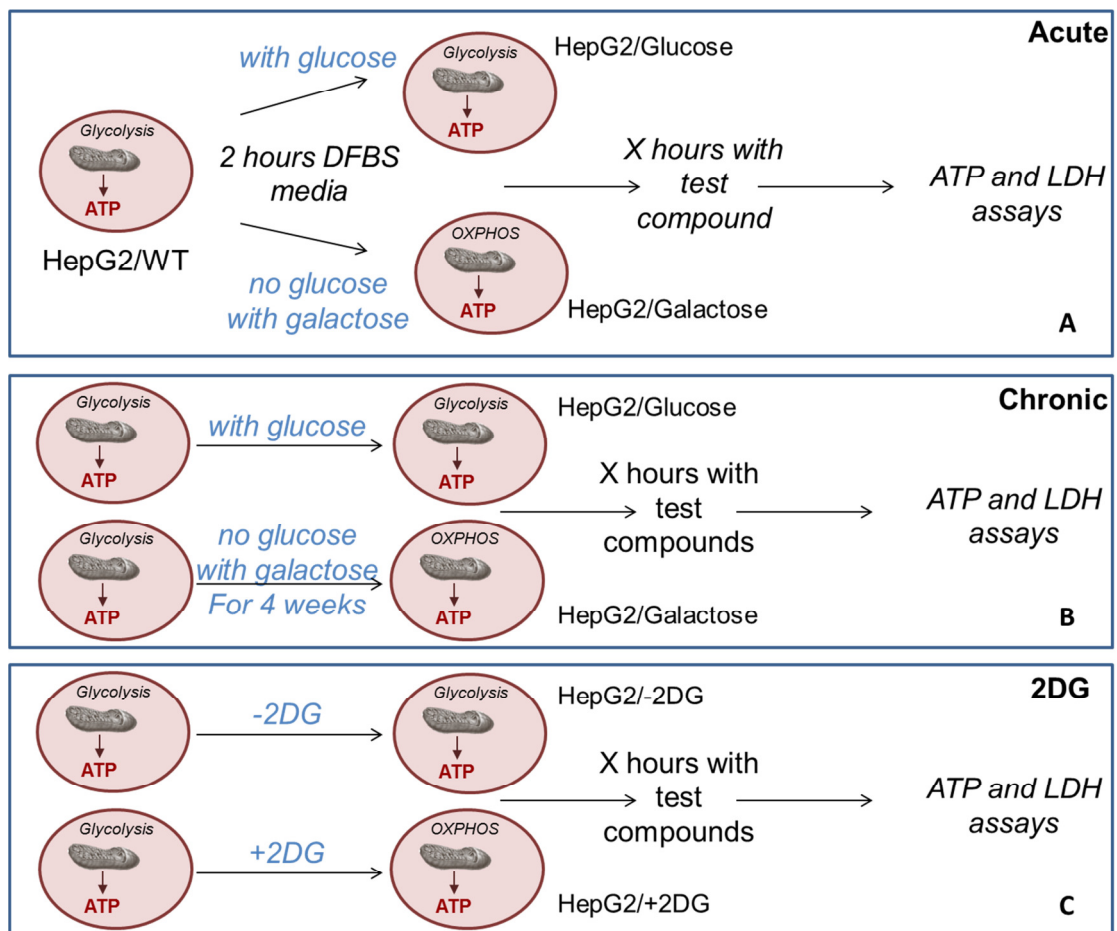 Acute
with glucose
Glycolysis
ATP
HepG2/Glucose
Glycolysis
ATP
HepG2/WT
2 hours DFBS
media
X hours with
test
compound
ATP and LDH
assays
no glucose
with galactose
OXPHOS
ATP
HepG2/Galactose
A
Chronic
Glycolysis
ATP
with glucose
Glycolysis
ATP
HepG2/Glucose
X hours with
test
compounds
ATP and LDH
assays
Glycolysis
ATP
no glucose
with galactose
For 4 weeks
OXPHOS
ATP
HepG2/Galactose
B
2DG
Glycolysis
ATP
-2DG
Glycolysis
ATP
HepG2/-2DG
X hours with
test
compounds
ATP and LDH
assays
Glycolysis
ATP
+2DG
OXPHOS
ATP
HepG2/+2DG
C